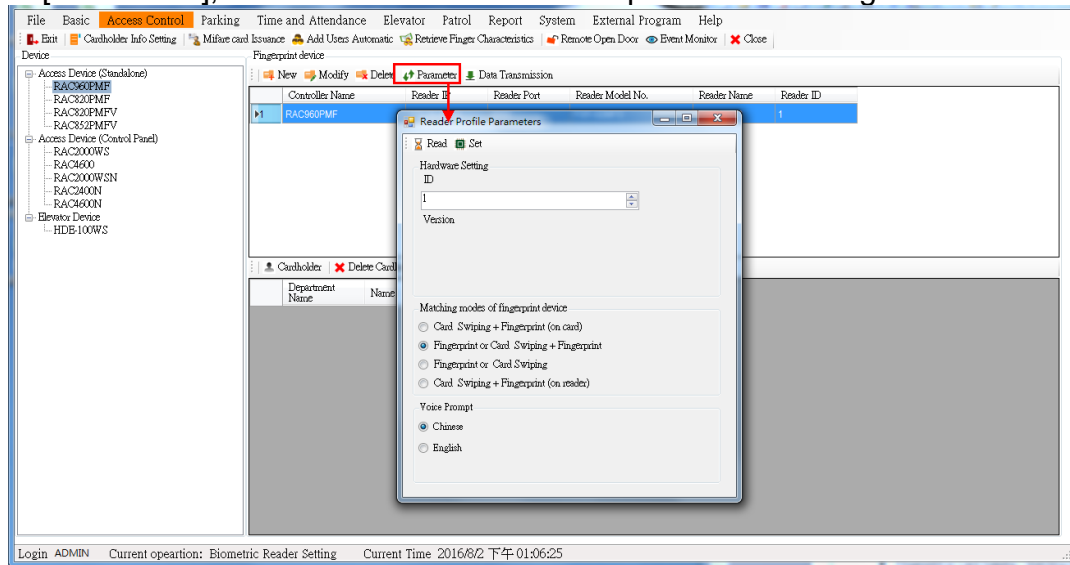 File Basic Access Control Parking Time and Attendance Elevator Patrol Report System External Program Help
Exit Cardholder Info Setting Mifare card Issuance Add Users Automatic Retrieve Finger Characteristics Remote Open Door Event Monitor Close
Device
Access Device (Standalone)
RAC960PMF
RAC820PMF
RAC820PMFV
RAC852PMFV
Access Device (Control Panel)
RAC2000WS
RAC4600
RAC2000WSN
RAC2400N
RAC4600N
Elevator Device
HDE-100WS
Fingerprint device
New Modify Delete Parameter Data Transmission
Controller Name Reader IP Reader Port Reader Model No. Reader Name Reader ID
1 RAC960PMF 1
Cardholder Delete Card
Department Name Name
Reader Profile Parameters
Read Set
Hardware Setting
ID
1
Version
Matching modes of fingerprint device
Card Swiping + Fingerprint (on card)
Fingerprint or Card Swiping + Fingerprint
Fingerprint or Card Swiping
Card Swiping + Fingerprint (on reader)
Voice Prompt
Chinese
English
Login ADMIN Current opeartion: Biometric Reader Setting Current Time 2016/8/2 下午 01:06:25